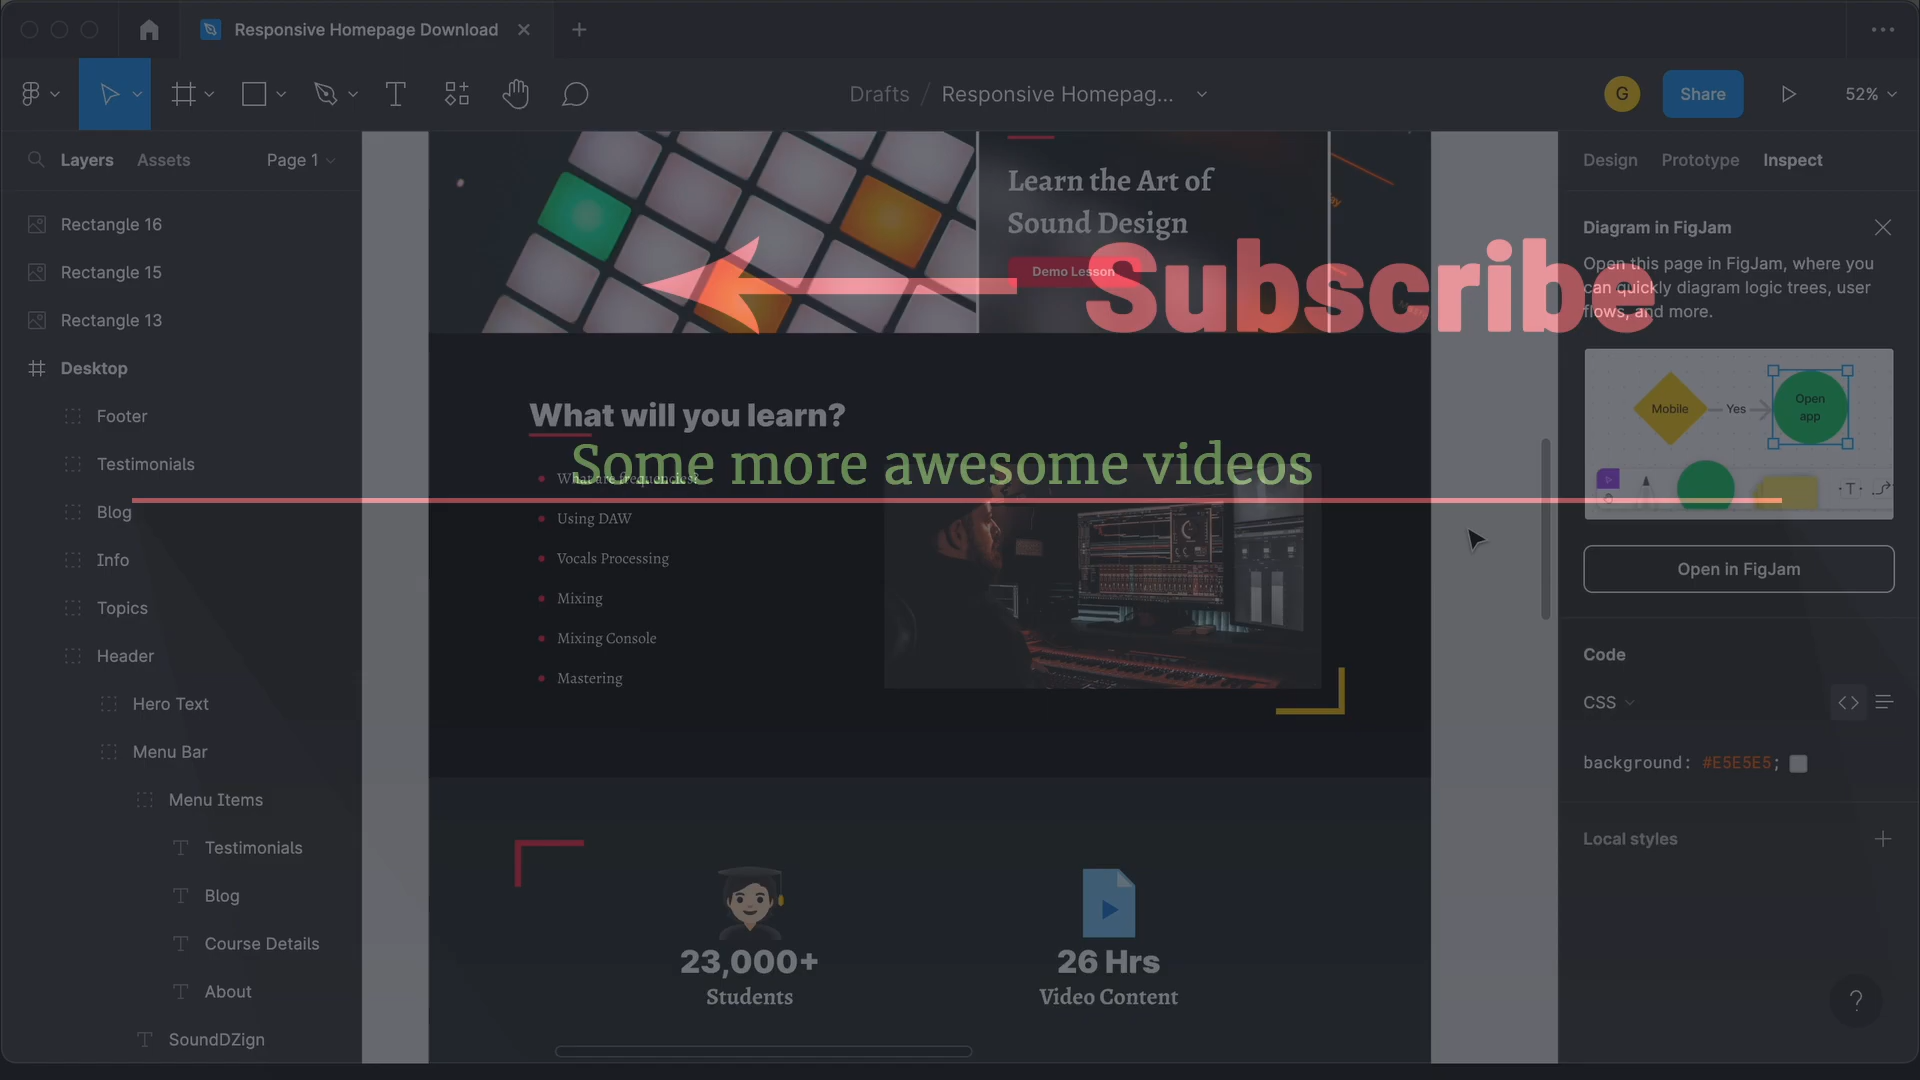 Responsive Homepage Download
Drafts / Responsive Homepag...
G
Share
52%
Layers
Assets
Page 1
Rectangle 16
Rectangle 15
Rectangle 13
Desktop
Footer
Testimonials
Blog
Info
Topics
Header
Hero Text
Menu Bar
Menu Items
Testimonials
Blog
Course Details
About
SoundDZign
Learn the Art of
Sound Design
Demo Lesson
Subscribe
What will you learn?
Some more awesome videos
What are frequencies?
Using DAW
Vocals Processing
Mixing
Mixing Console
Mastering
23,000+
Students
26 Hrs
Video Content
Design
Prototype
Inspect
Diagram in FigJam
Open this page in FigJam, where you
can quickly diagram logic trees, user
flows, and more.
Mobile
Yes
Open
app
Open in FigJam
Code
CSS
background: #E5E5E5;
Local styles
?